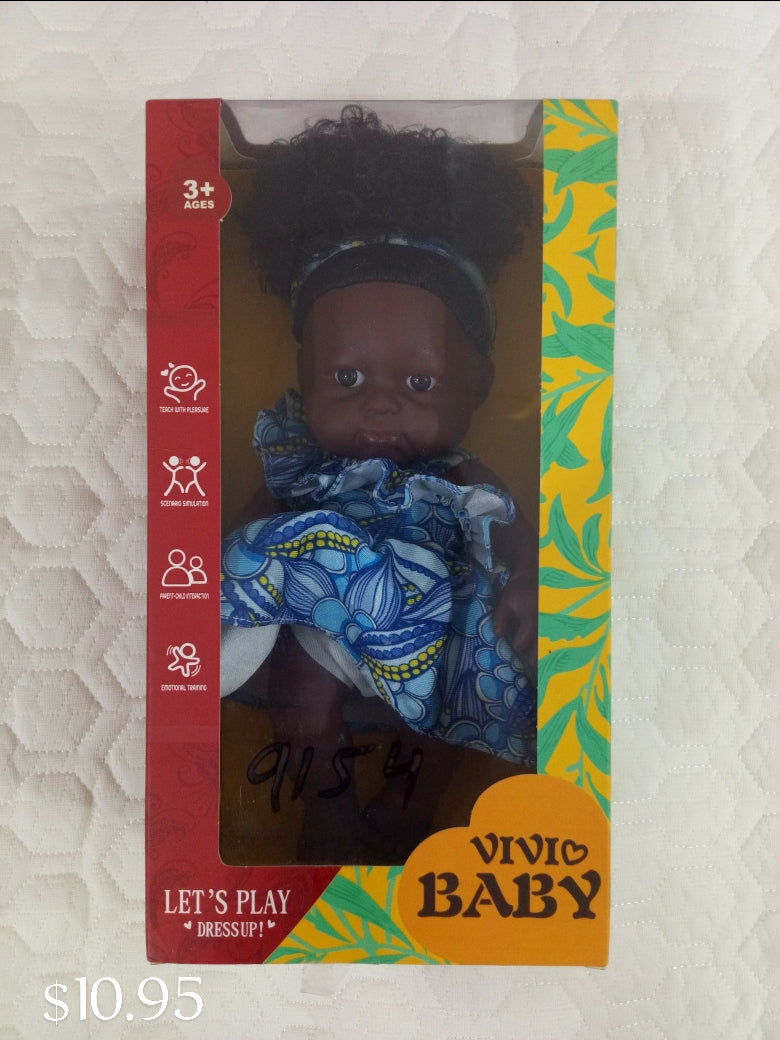 3+
AGES
TEACH WITH PLEASURE
SCENARIO SIMULATION
PARENT-CHILD INTERACTION
EMOTIONAL TRAINING
9154
VIVI
BABY
LET'S PLAY
DRESS UP!
$10.95